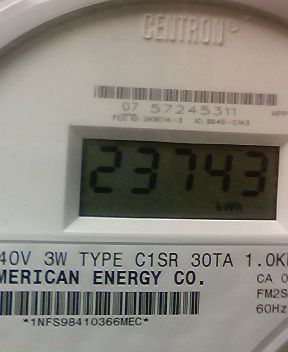 CENTRON®
07 57245311
23743
kWh
40V 3W TYPE C1SR 30TA 1.0K
MERICAN ENERGY CO.
CA 0
FM2S
60Hz
*1NFS98410366MEC*